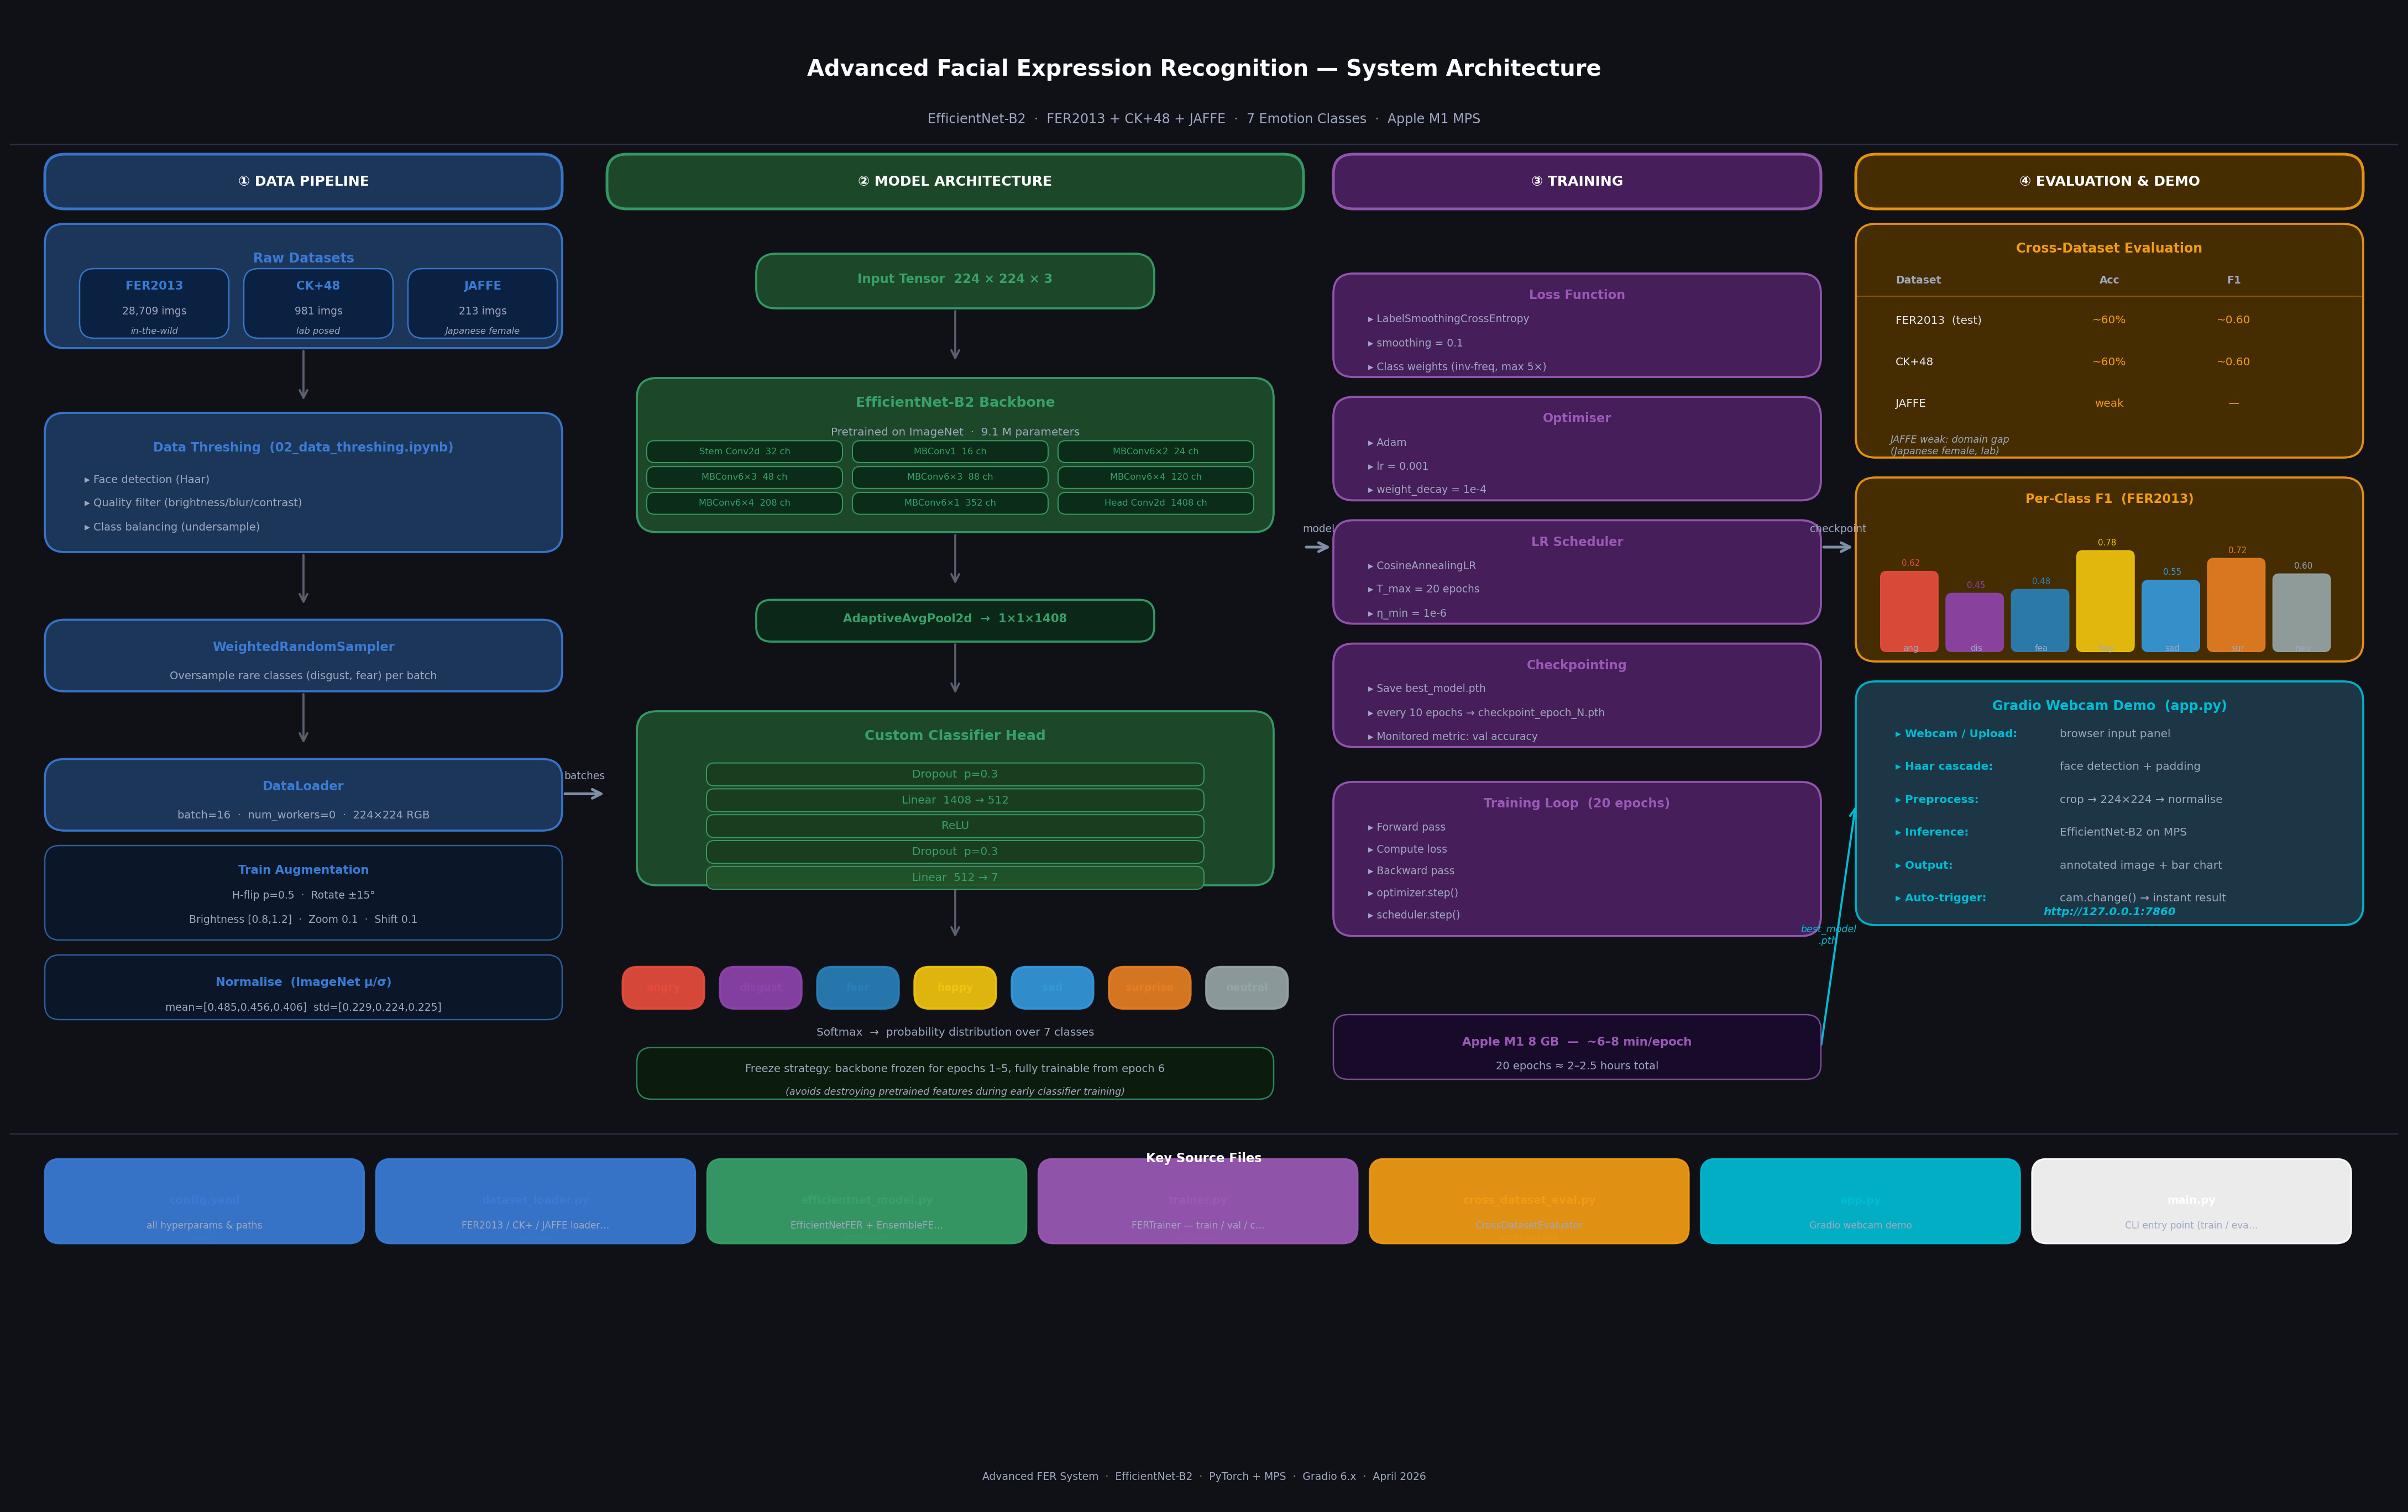 Advanced Facial Expression Recognition — System Architecture
EfficientNet-B2 · FER2013 + CK+48 + JAFFE · 7 Emotion Classes · Apple M1 MPS
① DATA PIPELINE
Raw Datasets
FER2013
28,709 imgs
in-the-wild
CK+48
981 imgs
lab posed
JAFFE
213 imgs
Japanese female
Data Threshing (02_data_threshing.ipynb)
▸ Face detection (Haar)
▸ Quality filter (brightness/blur/contrast)
▸ Class balancing (undersample)
WeightedRandomSampler
Oversample rare classes (disgust, fear) per batch
DataLoader
batch=16 · num_workers=0 · 224×224 RGB
batches
Train Augmentation
H-flip p=0.5 · Rotate ±15°
Brightness [0.8,1.2] · Zoom 0.1 · Shift 0.1
Normalise (ImageNet μ/σ)
mean=[0.485,0.456,0.406] std=[0.229,0.224,0.225]
② MODEL ARCHITECTURE
Input Tensor 224 × 224 × 3
EfficientNet-B2 Backbone
Pretrained on ImageNet · 9.1 M parameters
Stem Conv2d 32 ch
MBConv1 16 ch
MBConv6×2 24 ch
MBConv6×3 48 ch
MBConv6×3 88 ch
MBConv6×4 120 ch
MBConv6×4 208 ch
MBConv6×1 352 ch
Head Conv2d 1408 ch
AdaptiveAvgPool2d → 1×1×1408
Custom Classifier Head
Dropout p=0.3
Linear 1408 → 512
ReLU
Dropout p=0.3
Linear 512 → 7
angry
disgust
fear
happy
sad
surprise
neutral
Softmax → probability distribution over 7 classes
Freeze strategy: backbone frozen for epochs 1–5, fully trainable from epoch 6
(avoids destroying pretrained features during early classifier training)
model
③ TRAINING
Loss Function
▸ LabelSmoothingCrossEntropy
▸ smoothing = 0.1
▸ Class weights (inv-freq, max 5×)
Optimiser
▸ Adam
▸ lr = 0.001
▸ weight_decay = 1e-4
LR Scheduler
▸ CosineAnnealingLR
▸ T_max = 20 epochs
▸ η_min = 1e-6
Checkpointing
▸ Save best_model.pth
▸ every 10 epochs → checkpoint_epoch_N.pth
▸ Monitored metric: val accuracy
Training Loop (20 epochs)
▸ Forward pass
▸ Compute loss
▸ Backward pass
▸ optimizer.step()
▸ scheduler.step()
Apple M1 8 GB — ~6–8 min/epoch
20 epochs ≈ 2–2.5 hours total
checkpoint
best_model
.pth
④ EVALUATION & DEMO
Cross-Dataset Evaluation
Dataset Acc F1
FER2013 (test) ~60% ~0.60
CK+48 ~60% ~0.60
JAFFE weak —
JAFFE weak: domain gap
(Japanese female, lab)
Per-Class F1 (FER2013)
0.62 0.45 0.48 0.78 0.55 0.72 0.60
ang dis fea sad sur
Gradio Webcam Demo (app.py)
▸ Webcam / Upload: browser input panel
▸ Haar cascade: face detection + padding
▸ Preprocess: crop → 224×224 → normalise
▸ Inference: EfficientNet-B2 on MPS
▸ Output: annotated image + bar chart
▸ Auto-trigger: cam.change() → instant result
http://127.0.0.1:7860
Key Source Files
config.yaml
all hyperparams & paths
dataset_loader.py
FER2013 / CK+ / JAFFE loader…
efficientnet_model.py
EfficientNetFER + EnsembleFE…
trainer.py
FERTrainer — train / val / c…
cross_dataset_eval.py
CrossDatasetEvaluator
app.py
Gradio webcam demo
main.py
CLI entry point (train / eva…
Advanced FER System · EfficientNet-B2 · PyTorch + MPS · Gradio 6.x · April 2026